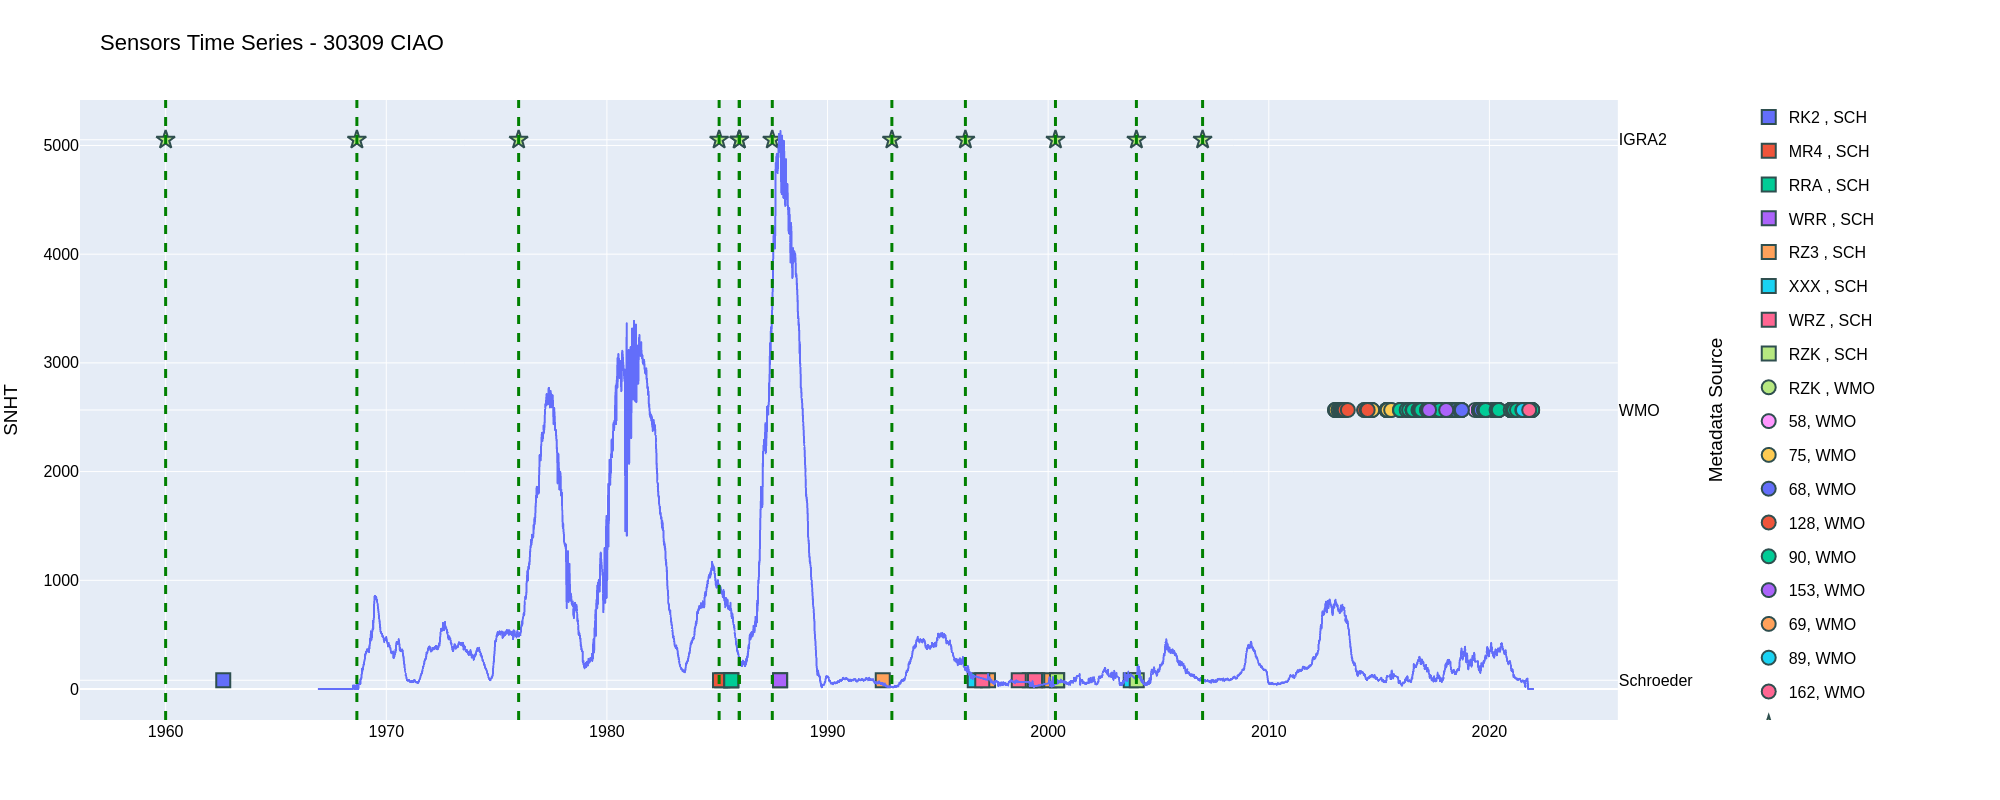 Sensors Time Series - 30309 CIAO
SNHT
5000
4000
3000
2000
1000
0
1960
1970
1980
1990
2000
2010
2020
IGRA2
WMO
Schroeder
Metadata Source
RK2 , SCH
MR4 , SCH
RRA , SCH
WRR , SCH
RZ3 , SCH
XXX , SCH
WRZ , SCH
RZK , SCH
RZK , WMO
58, WMO
75, WMO
68, WMO
128, WMO
90, WMO
153, WMO
69, WMO
89, WMO
162, WMO